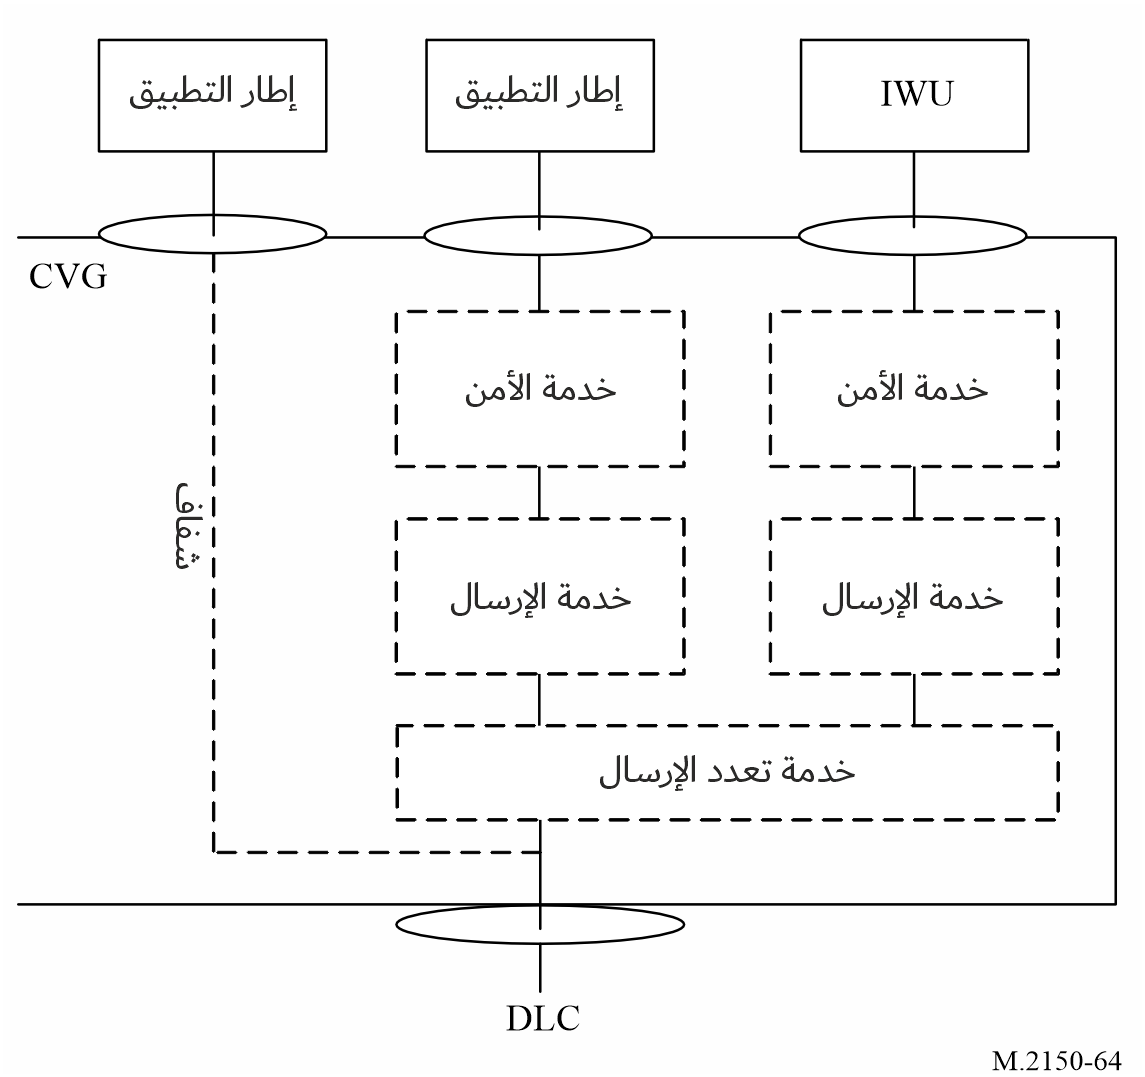 إطار التطبيق
إطار التطبيق
IWU
CVG
خدمة الأمن
خدمة الأمن
شفاف
خدمة الإرسال
خدمة الإرسال
خدمة تعدد الإرسال
DLC
M.2150-64